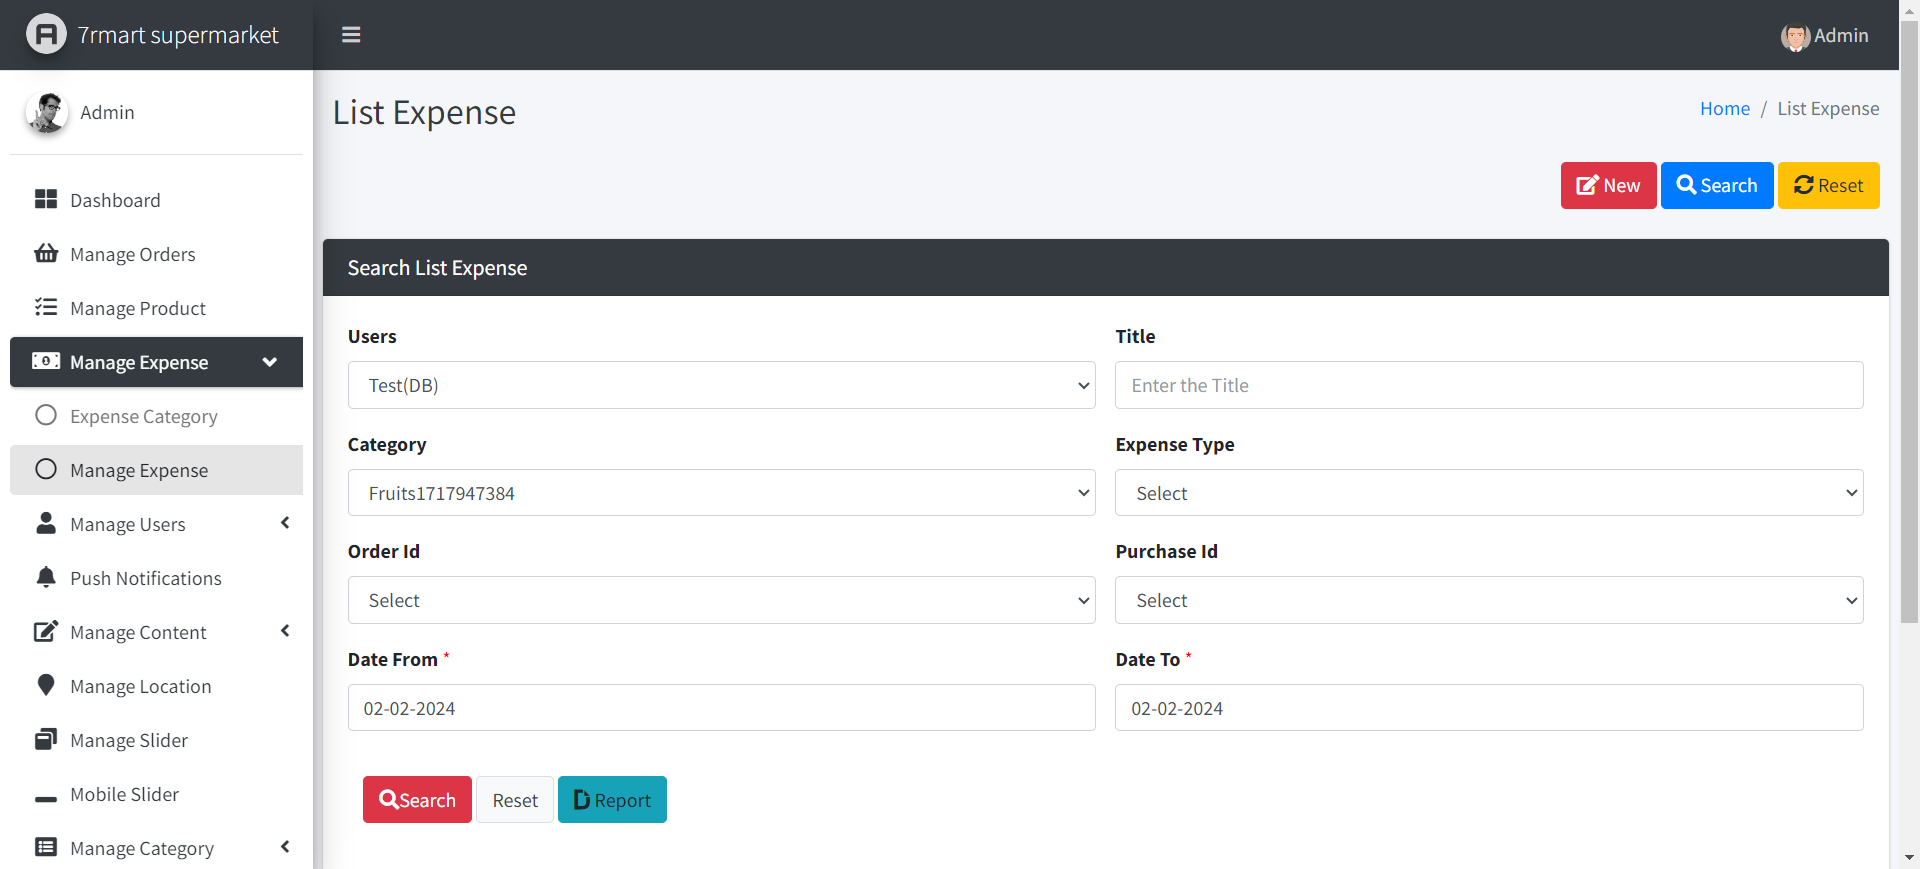 7rmart supermarket
Admin
Admin
List Expense
Home / List Expense
New Search Reset
Dashboard
Manage Orders
Manage Product
Manage Expense
Expense Category
Manage Expense
Manage Users
Push Notifications
Manage Content
Manage Location
Manage Slider
Mobile Slider
Manage Category
Search List Expense
Users
Test(DB)
Title
Enter the Title
Category
Fruits1717947384
Expense Type
Select
Order Id
Select
Purchase Id
Select
Date From *
02-02-2024
Date To *
02-02-2024
Search Reset Report